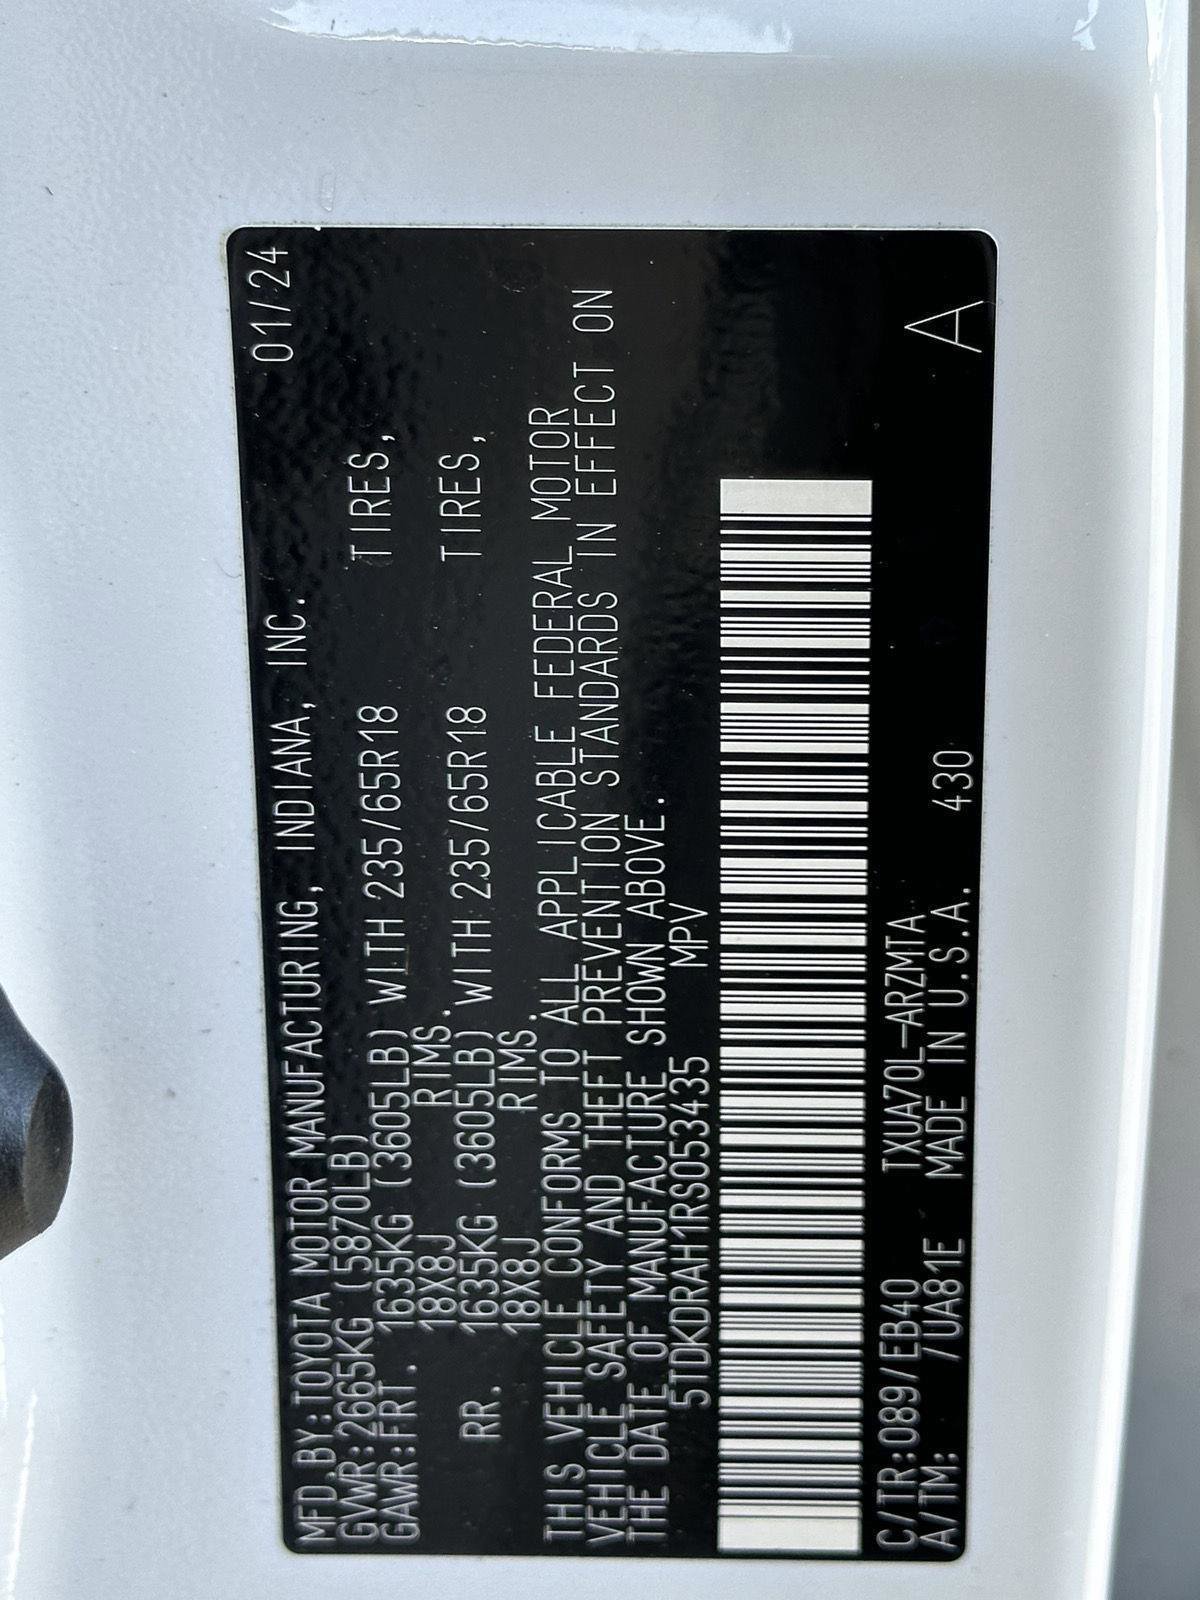 MFD.BY:TOYOTA MOTOR MANUFACTURING, INDIANA, INC. 01/24
GVWR:2665KG (5870LB)
GAWR:FRT. 1635KG (3605LB) WITH 235/65R18 TIRES,
18X8J RIMS.
RR. 1635KG (3605LB) WITH 235/65R18 TIRES,
18X8J RIMS.
THIS VEHICLE CONFORMS TO ALL APPLICABLE FEDERAL MOTOR
VEHICLE SAFETY AND THEFT PREVENTION STANDARDS IN EFFECT ON
THE DATE OF MANUFACTURE SHOWN ABOVE.
5TDKDRAH1RS053435 MPV
C/TR:089/EB40 TXUA70L-ARZMTA
A/TM: /UA81E MADE IN U.S.A. 430 A